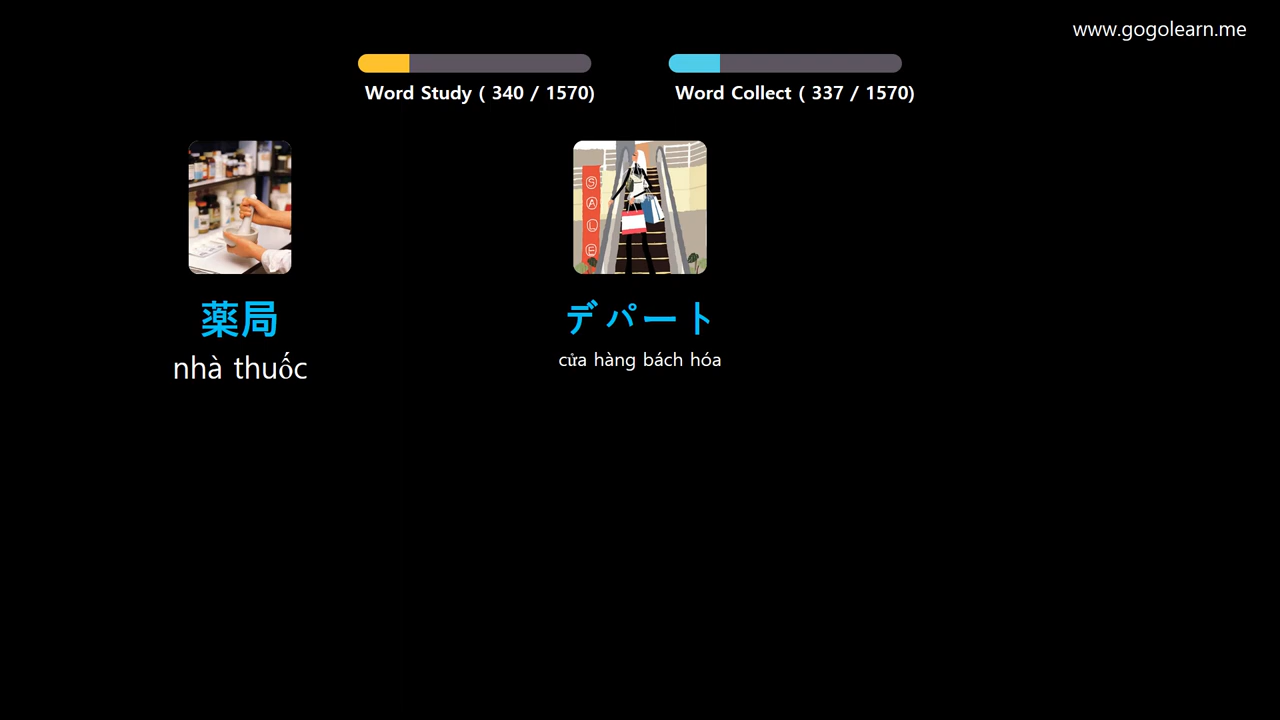 www.gogolearn.me
Word Study ( 340 / 1570)
Word Collect ( 337 / 1570)
SALE
薬局
nhà thuốc
デパート
cửa hàng bách hóa